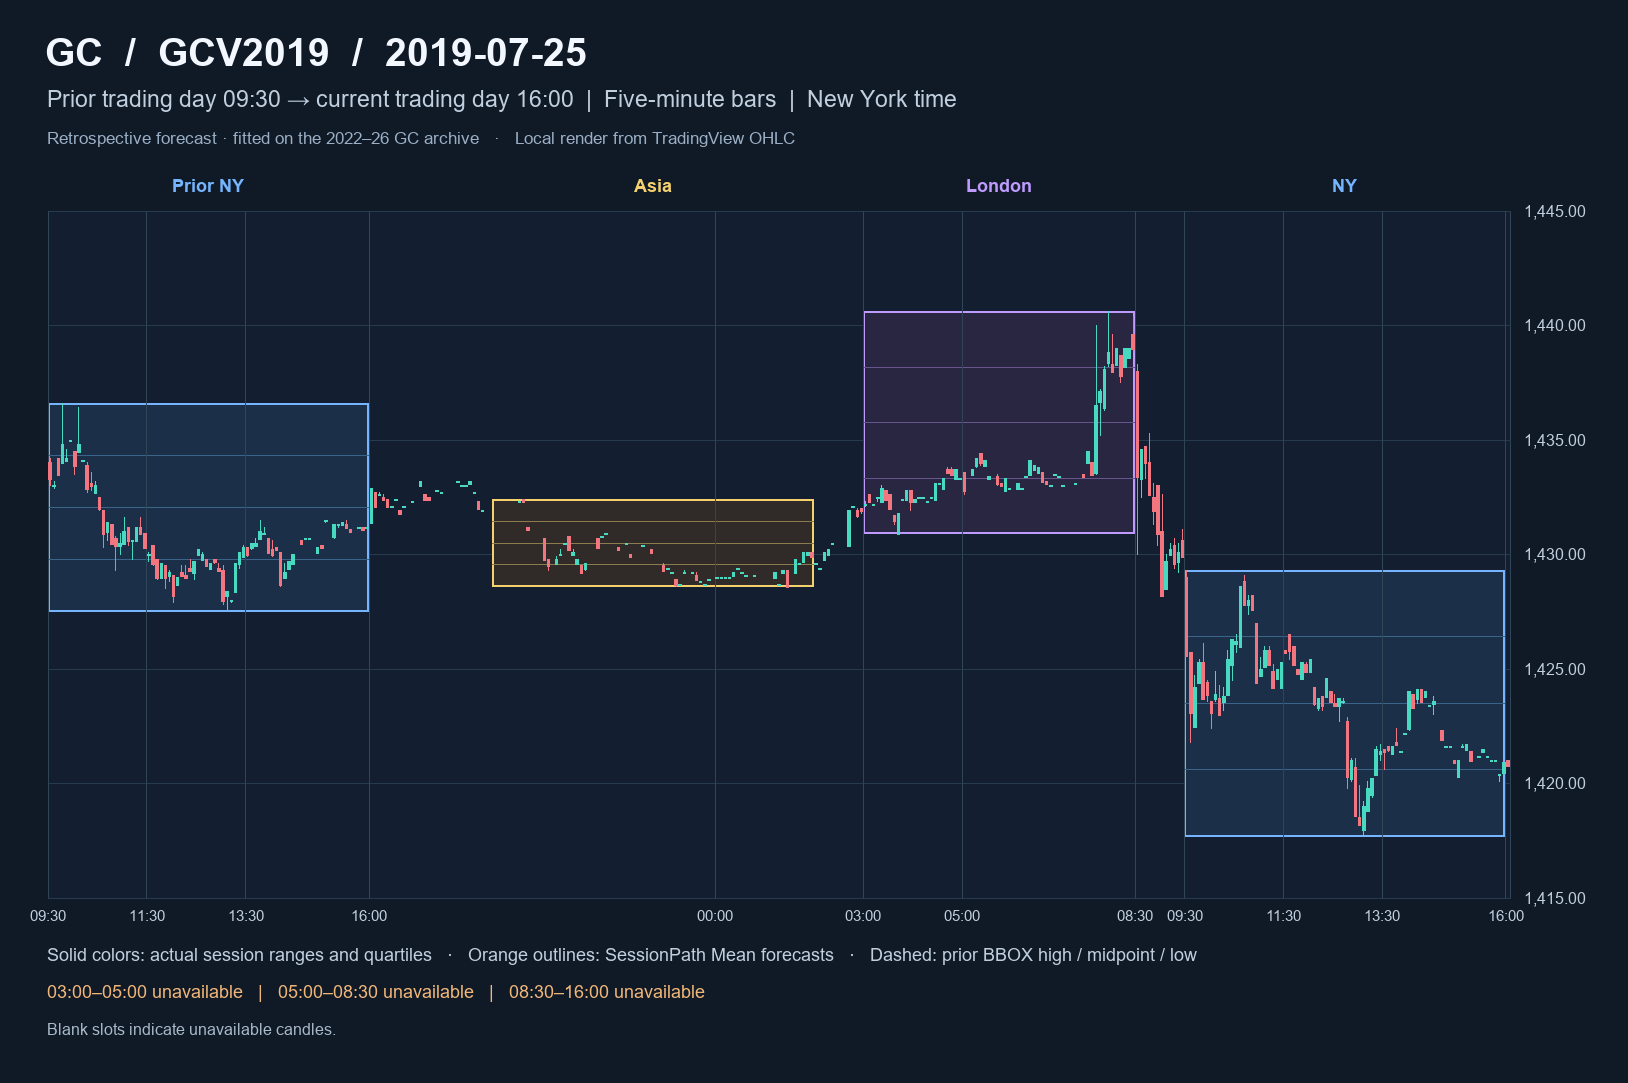 GC / GCV2019 / 2019-07-25
Prior trading day 09:30 → current trading day 16:00 | Five-minute bars | New York time
Retrospective forecast · fitted on the 2022–26 GC archive · Local render from TradingView OHLC
Prior NY Asia London NY
1,445.00
1,440.00
1,435.00
1,430.00
1,425.00
1,420.00
1,415.00
09:30 11:30 13:30 16:00 00:00 03:00 05:00 08:30 09:30 11:30 13:30 16:00
Solid colors: actual session ranges and quartiles · Orange outlines: SessionPath Mean forecasts · Dashed: prior BBOX high / midpoint / low
03:00–05:00 unavailable | 05:00–08:30 unavailable | 08:30–16:00 unavailable
Blank slots indicate unavailable candles.